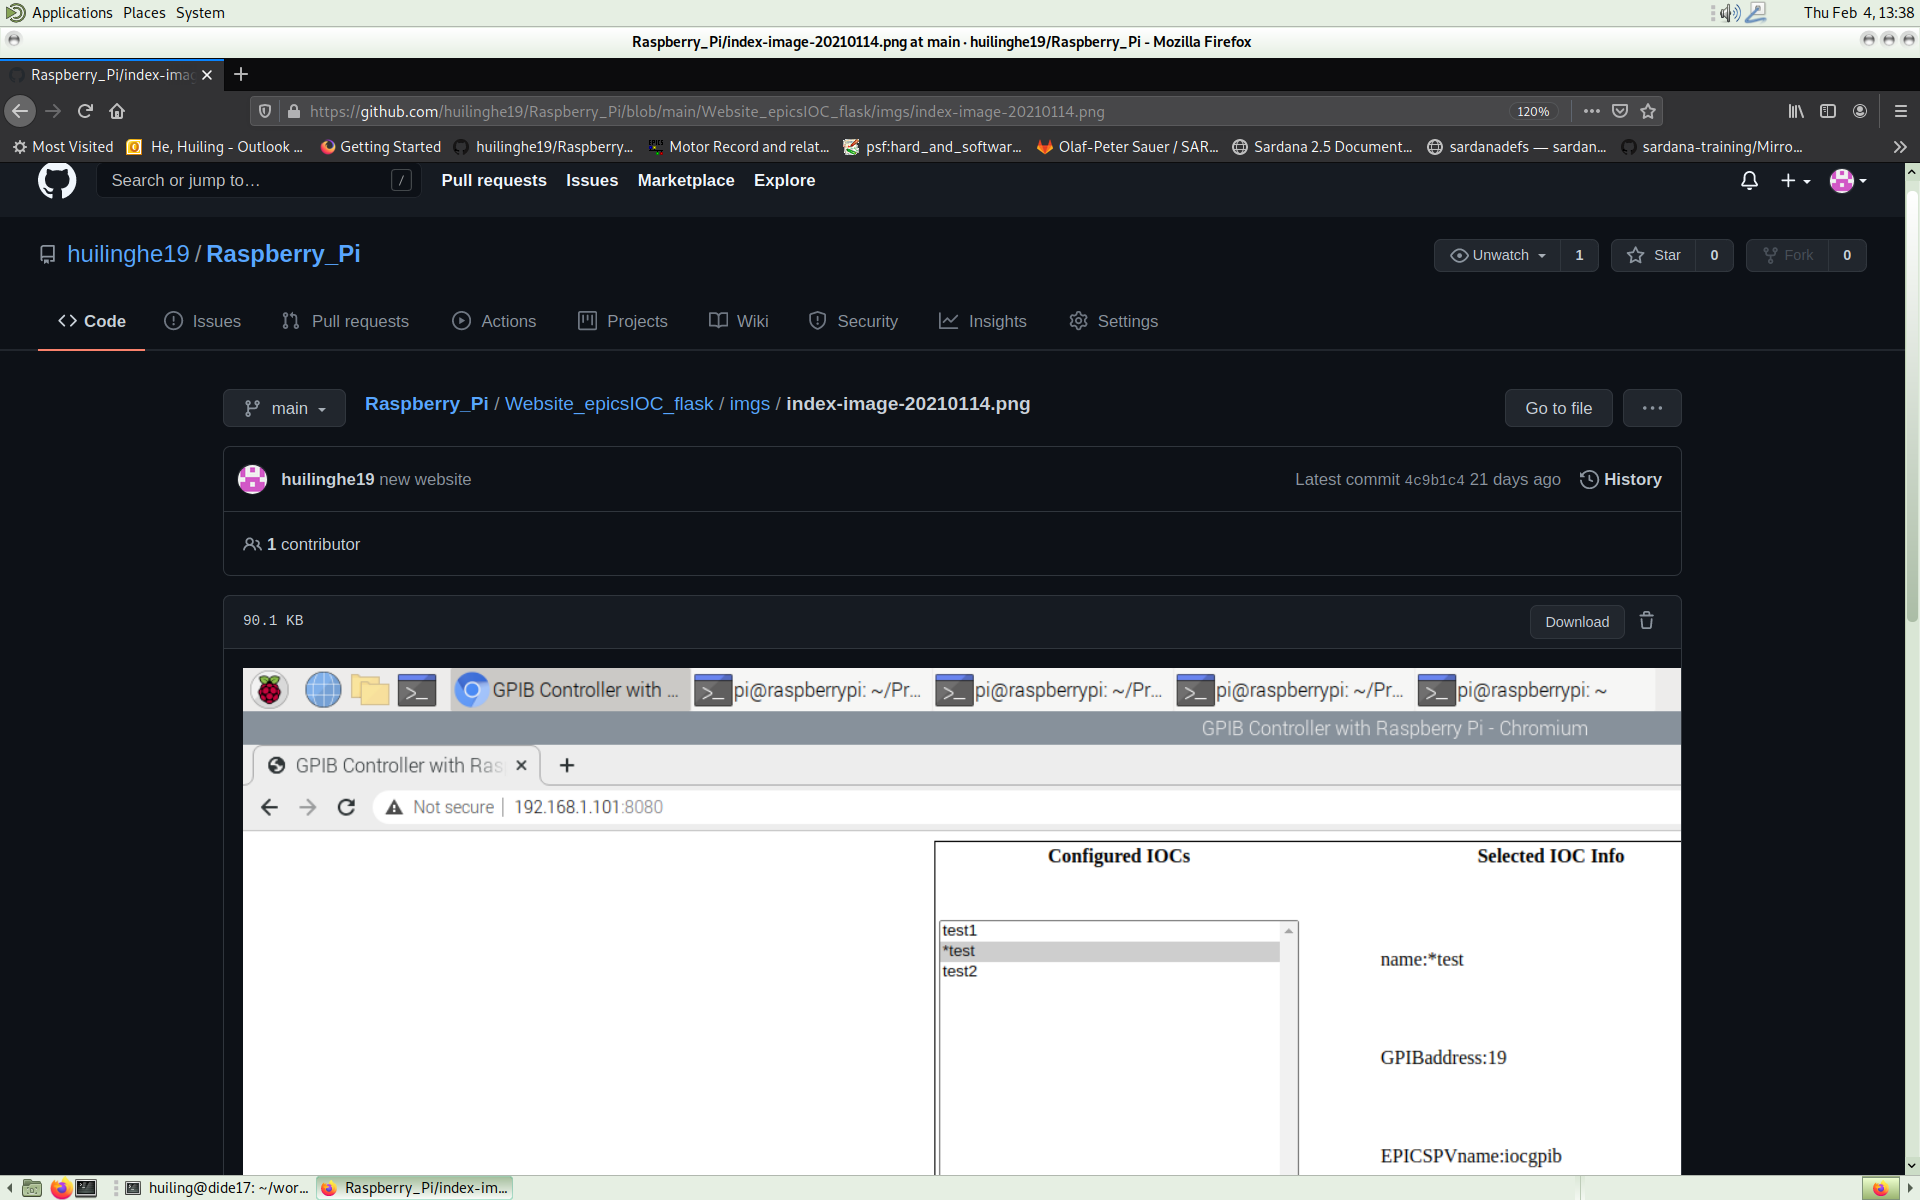 Applications Places System Thu Feb 4, 13:38
Raspberry_Pi/index-image-20210114.png at main · huilinghe19/Raspberry_Pi - Mozilla Firefox
Raspberry_Pi/index-imag
https://github.com/huilinghe19/Raspberry_Pi/blob/main/Website_epicsIOC_flask/imgs/index-image-20210114.png 120%
Most Visited He, Huiling - Outlook ... Getting Started huilinghe19/Raspberry... Motor Record and relat... psf:hard_and_softwar... Olaf-Peter Sauer / SAR... Sardana 2.5 Document... sardanadefs — sardan... sardana-training/Mirro...
Search or jump to… / Pull requests Issues Marketplace Explore
huilinghe19 / Raspberry_Pi Unwatch 1 Star 0 Fork 0
Code Issues Pull requests Actions Projects Wiki Security Insights Settings
main Raspberry_Pi / Website_epicsIOC_flask / imgs / index-image-20210114.png Go to file
huilinghe19 new website Latest commit 4c9b1c4 21 days ago History
1 contributor
90.1 KB Download
GPIB Controller with ... pi@raspberrypi: ~/Pr... pi@raspberrypi: ~/Pr... pi@raspberrypi: ~/Pr... pi@raspberrypi: ~
GPIB Controller with Raspberry Pi - Chromium
GPIB Controller with Ras
Not secure | 192.168.1.101:8080
Configured IOCs Selected IOC Info
test1
*test
name:*test
test2
GPIBaddress:19
EPICSPVname:iocgpib
huiling@dide17: ~/wor... Raspberry_Pi/index-im...